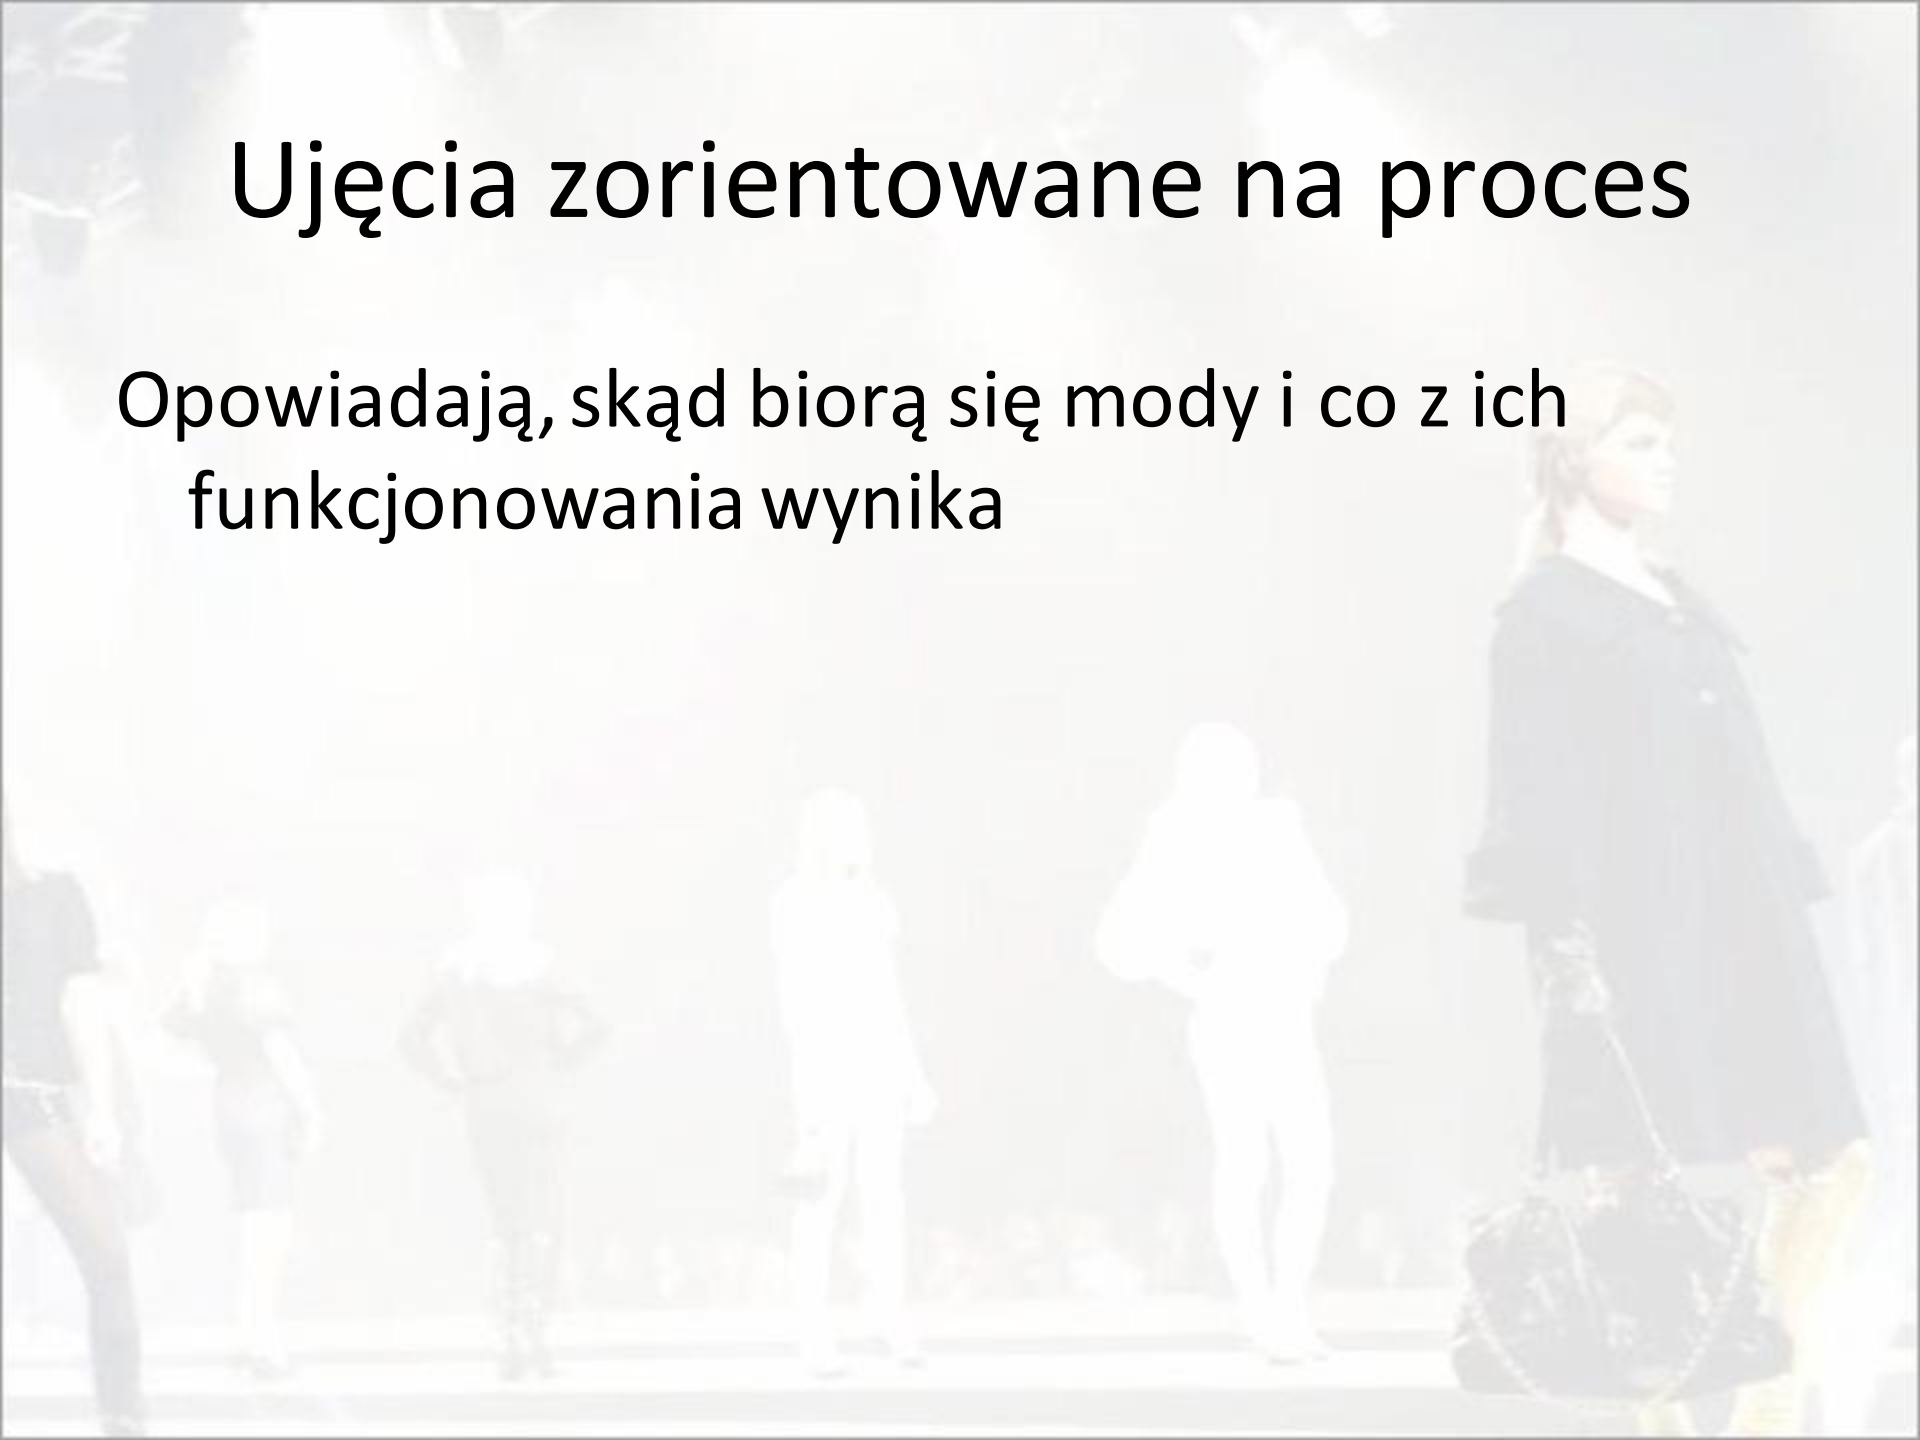 Ujęcia zorientowane na proces
Opowiadają, skąd biorą się mody i co z ich
funkcjonowania wynika